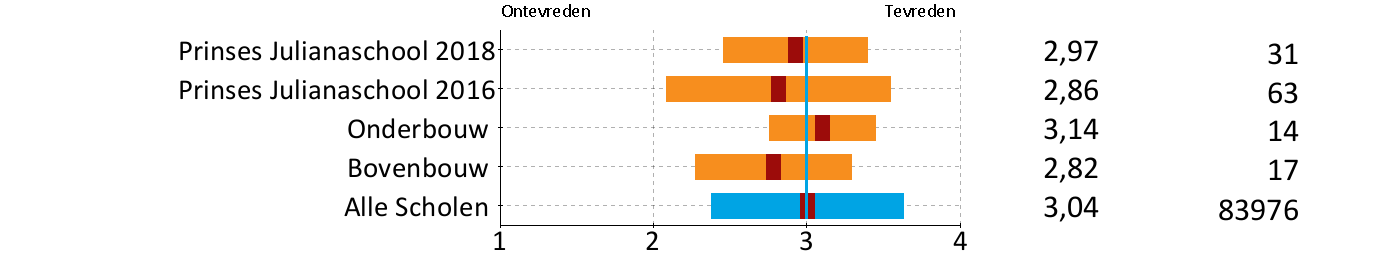 Ontevreden Tevreden
Prinses Julianaschool 2018 2,97 31
Prinses Julianaschool 2016 2,86 63
Onderbouw 3,14 14
Bovenbouw 2,82 17
Alle Scholen 3,04 83976
1 2 3 4